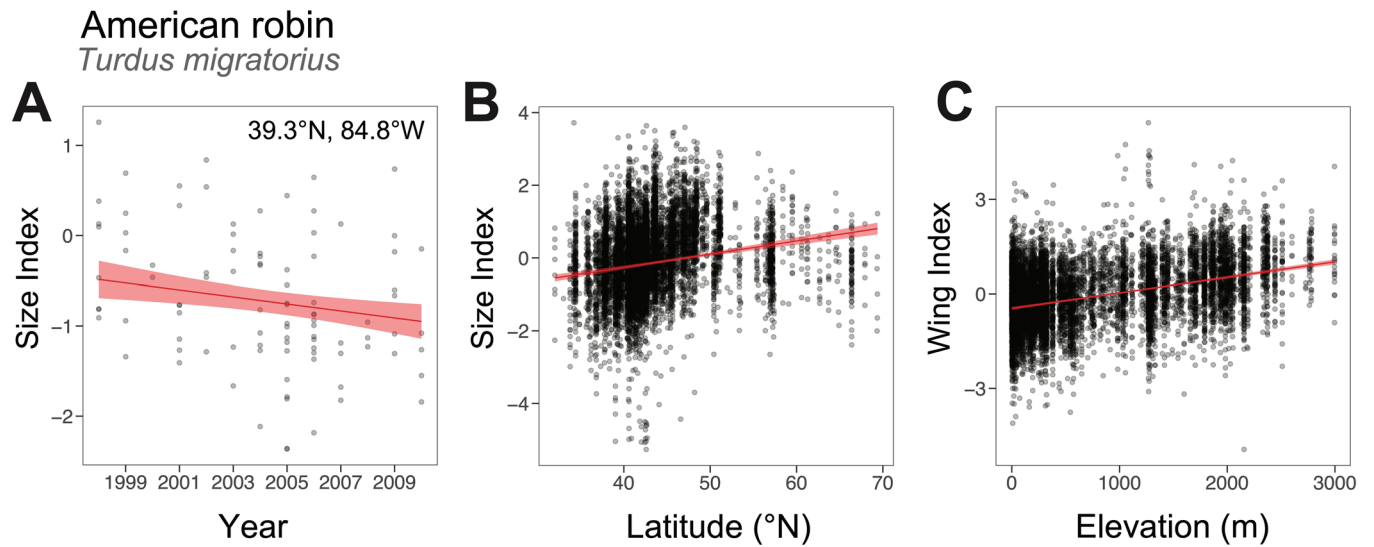 American robin
Turdus migratorius
A
39.3°N, 84.8°W
Size Index
1
0
−1
−2
1999 2001 2003 2005 2007 2009
Year
B
Size Index
4
2
0
−2
−4
40 50 60 70
Latitude (°N)
C
Wing Index
3
0
−3
0 1000 2000 3000
Elevation (m)